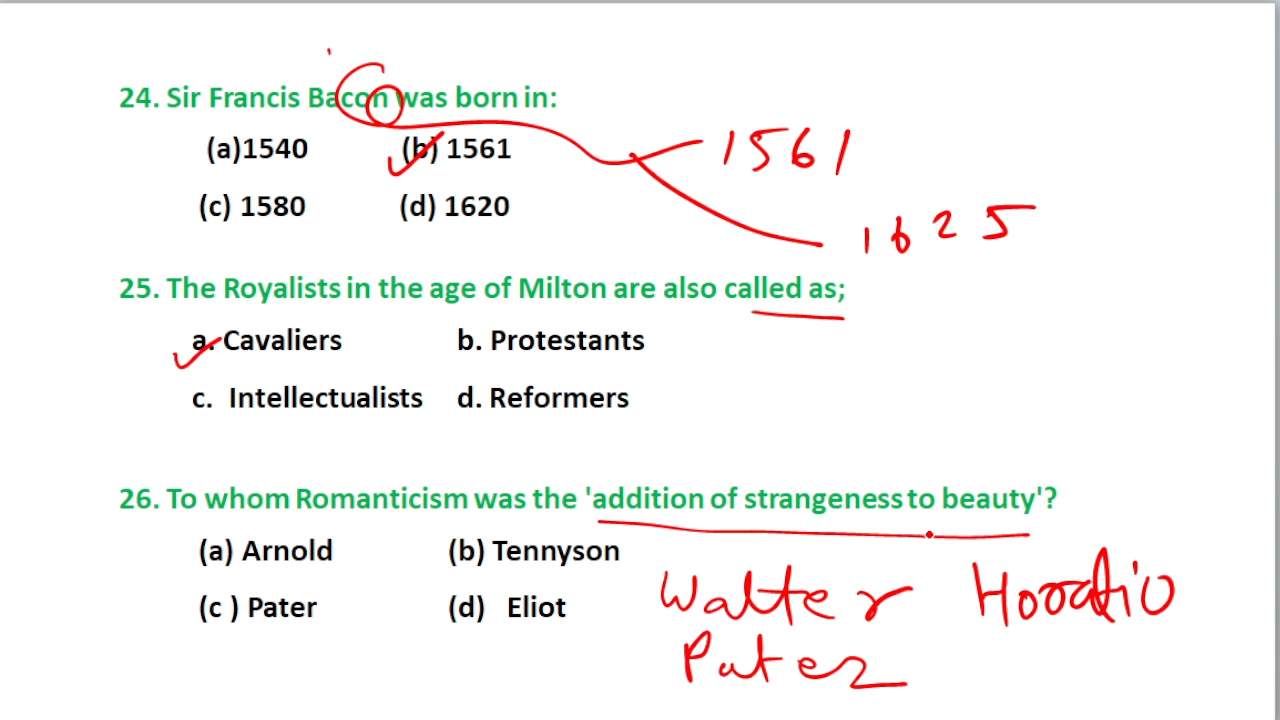 24. Sir Francis Bacon was born in:
(a)1540 (b) 1561
1561
(c) 1580 (d) 1620
1625
25. The Royalists in the age of Milton are also called as;
a. Cavaliers b. Protestants
c. Intellectualists d. Reformers
26. To whom Romanticism was the 'addition of strangeness to beauty'?
(a) Arnold (b) Tennyson
(c ) Pater (d) Eliot
Walter Horatio
Pater